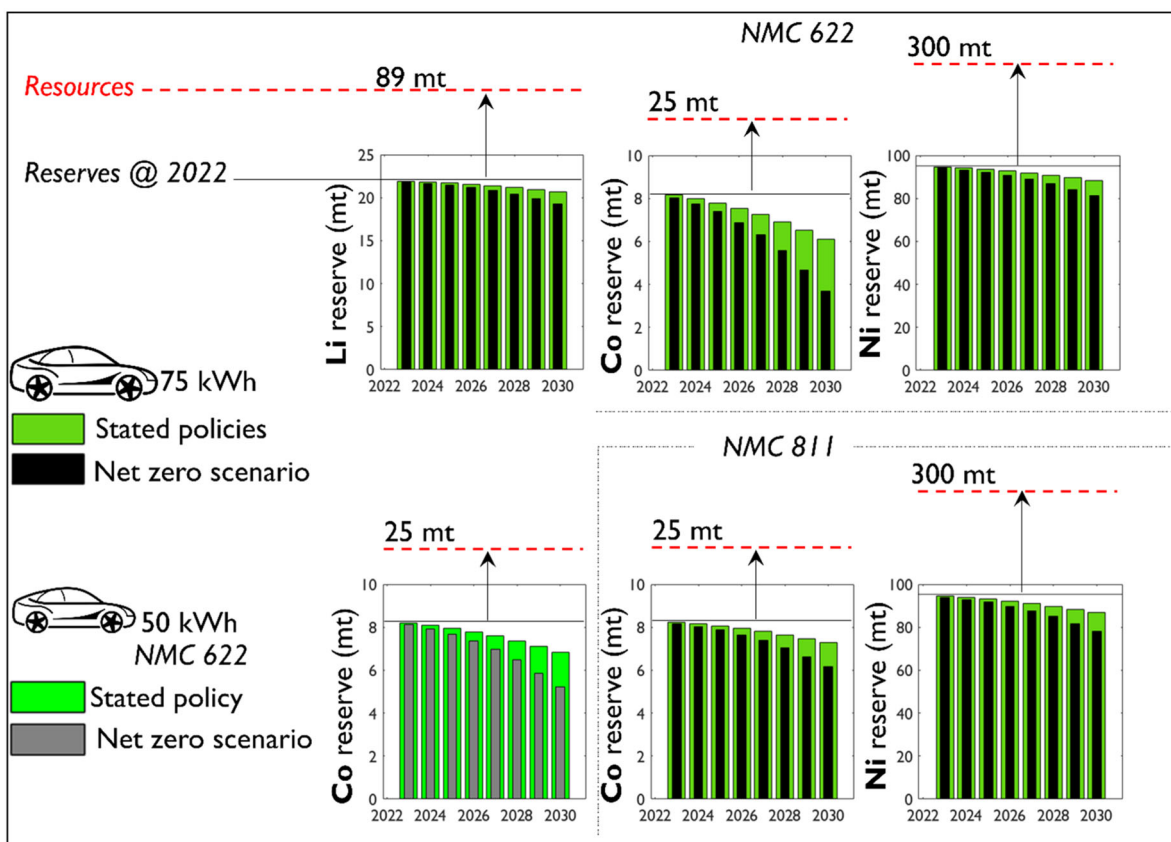 NMC 622
Resources
89 mt
25 mt
300 mt
Reserves @ 2022
Li reserve (mt)
25
20
15
10
5
0
2022 2024 2026 2028 2030
Co reserve (mt)
10
8
6
4
2
0
2022 2024 2026 2028 2030
Ni reserve (mt)
100
80
60
40
20
0
2022 2024 2026 2028 2030
75 kWh
Stated policies
Net zero scenario
50 kWh
NMC 622
Stated policy
Net zero scenario
25 mt
Co reserve (mt)
10
8
6
4
2
0
2022 2024 2026 2028 2030
NMC 811
25 mt
300 mt
Co reserve (mt)
10
8
6
4
2
0
2022 2024 2026 2028 2030
Ni reserve (mt)
100
80
60
40
20
0
2022 2024 2026 2028 2030